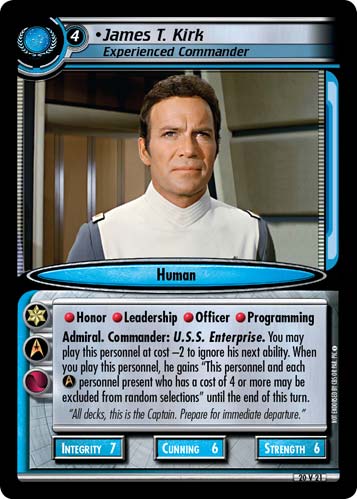 4
•James T. Kirk
Experienced Commander
Human
Honor Leadership Officer Programming
Admiral. Commander: U.S.S. Enterprise. You may
play this personnel at cost –2 to ignore his next ability. When
you play this personnel, he gains "This personnel and each
personnel present who has a cost of 4 or more may be
excluded from random selections" until the end of this turn.
"All decks, this is the Captain. Prepare for immediate departure."
Integrity 7 Cunning 6 Strength 6
20 V 21